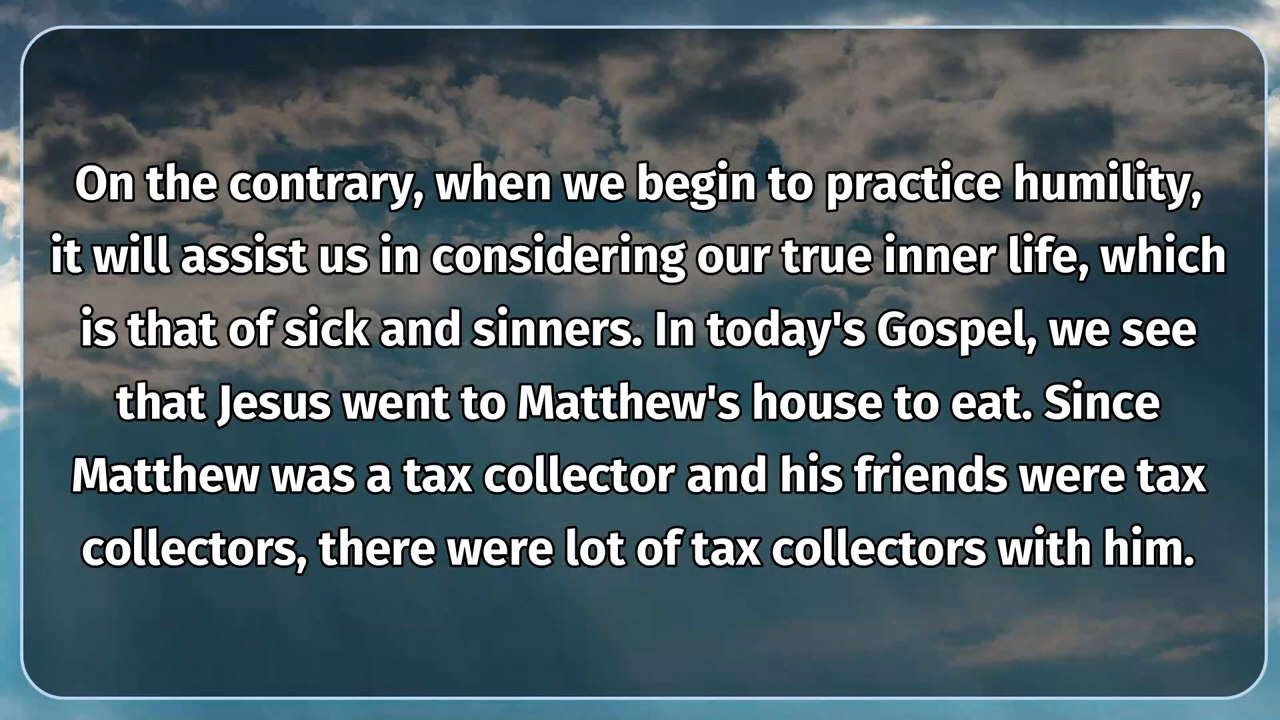 On the contrary, when we begin to practice humility,
it will assist us in considering our true inner life, which
is that of sick and sinners. In today's Gospel, we see
that Jesus went to Matthew's house to eat. Since
Matthew was a tax collector and his friends were tax
collectors, there were lot of tax collectors with him.